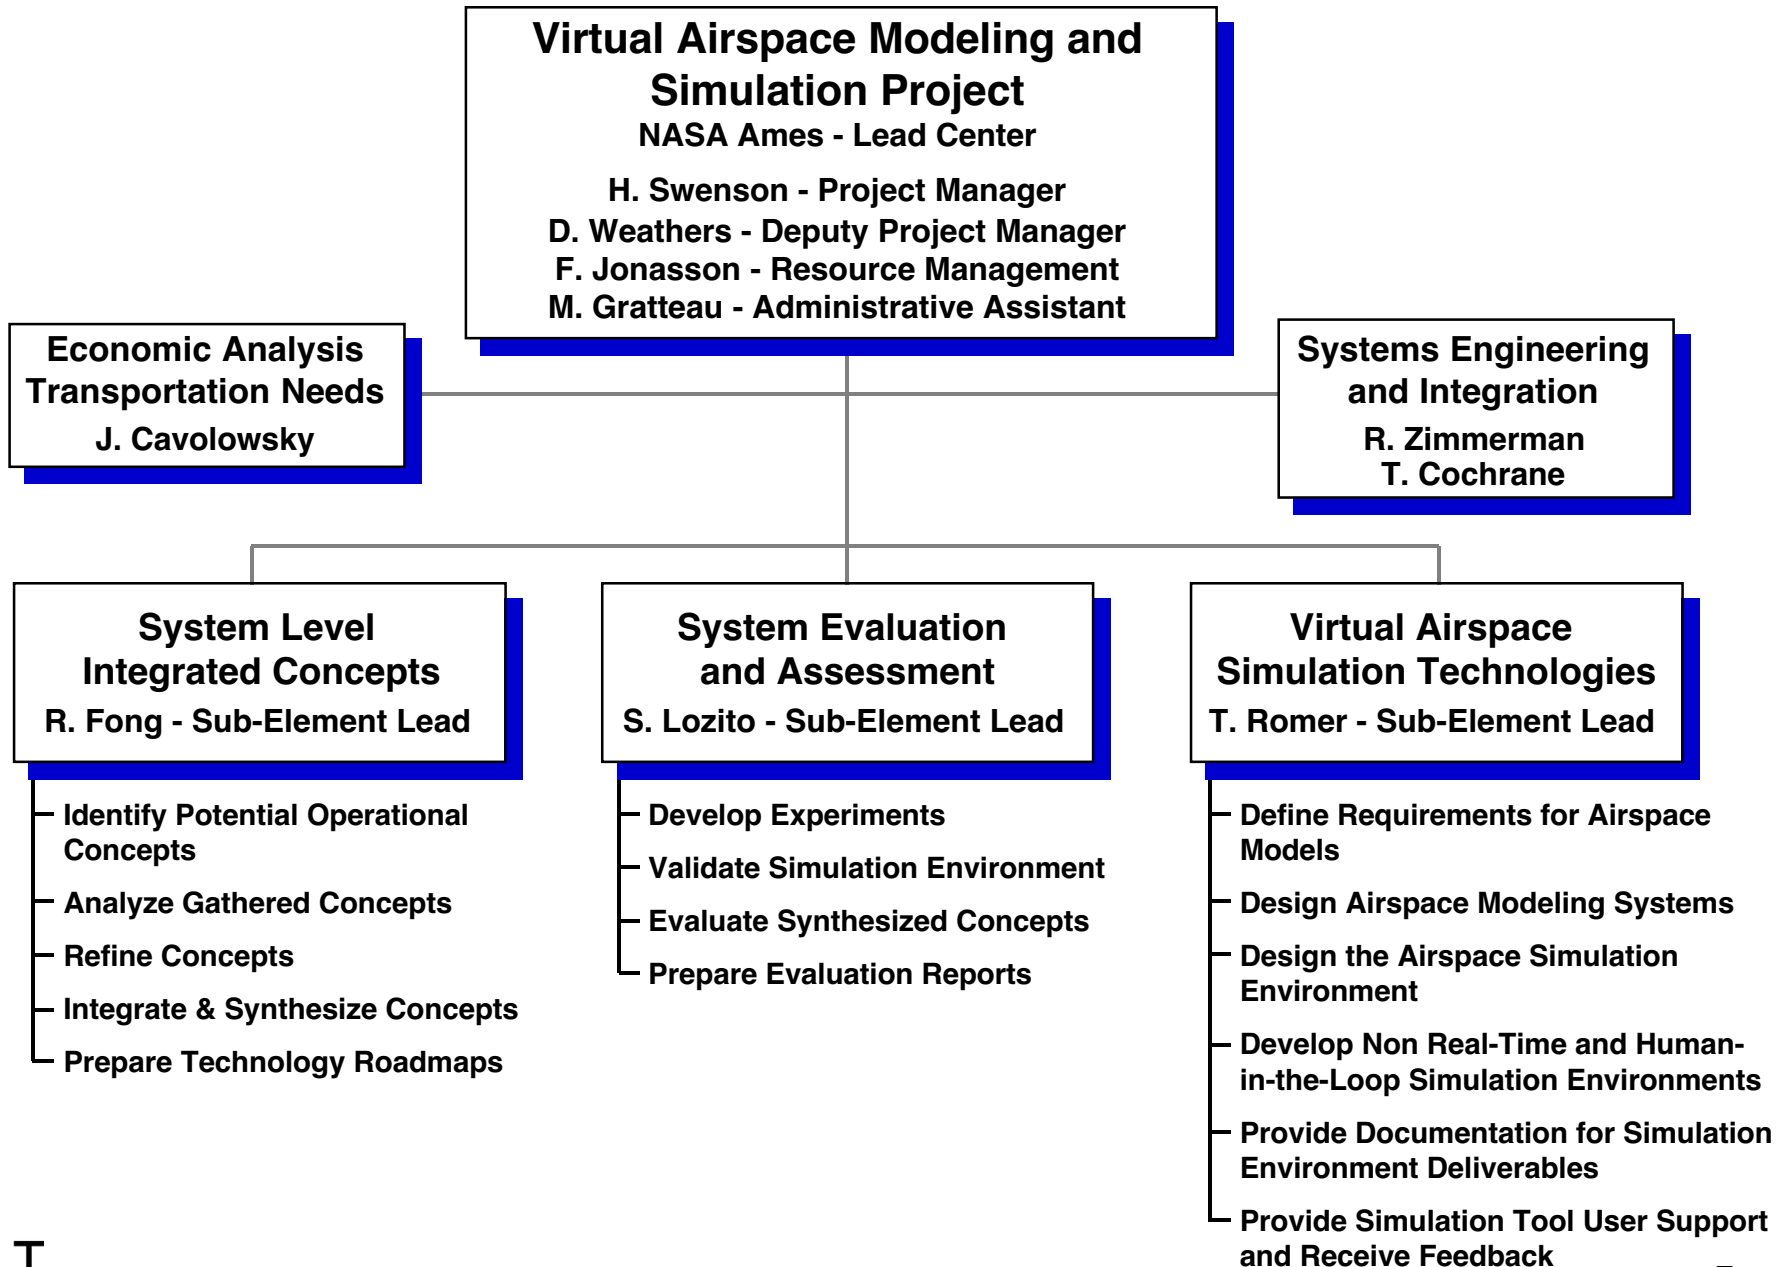 Virtual Airspace Modeling and
Simulation Project
NASA Ames - Lead Center
H. Swenson - Project Manager
D. Weathers - Deputy Project Manager
F. Jonasson - Resource Management
M. Gratteau - Administrative Assistant
Economic Analysis
Transportation Needs
J. Cavolowsky
Systems Engineering
and Integration
R. Zimmerman
T. Cochrane
System Level
Integrated Concepts
R. Fong - Sub-Element Lead
Identify Potential Operational
Concepts
Analyze Gathered Concepts
Refine Concepts
Integrate & Synthesize Concepts
Prepare Technology Roadmaps
System Evaluation
and Assessment
S. Lozito - Sub-Element Lead
Develop Experiments
Validate Simulation Environment
Evaluate Synthesized Concepts
Prepare Evaluation Reports
Virtual Airspace
Simulation Technologies
T. Romer - Sub-Element Lead
Define Requirements for Airspace
Models
Design Airspace Modeling Systems
Design the Airspace Simulation
Environment
Develop Non Real-Time and Human-
in-the-Loop Simulation Environments
Provide Documentation for Simulation
Environment Deliverables
Provide Simulation Tool User Support
and Receive Feedback